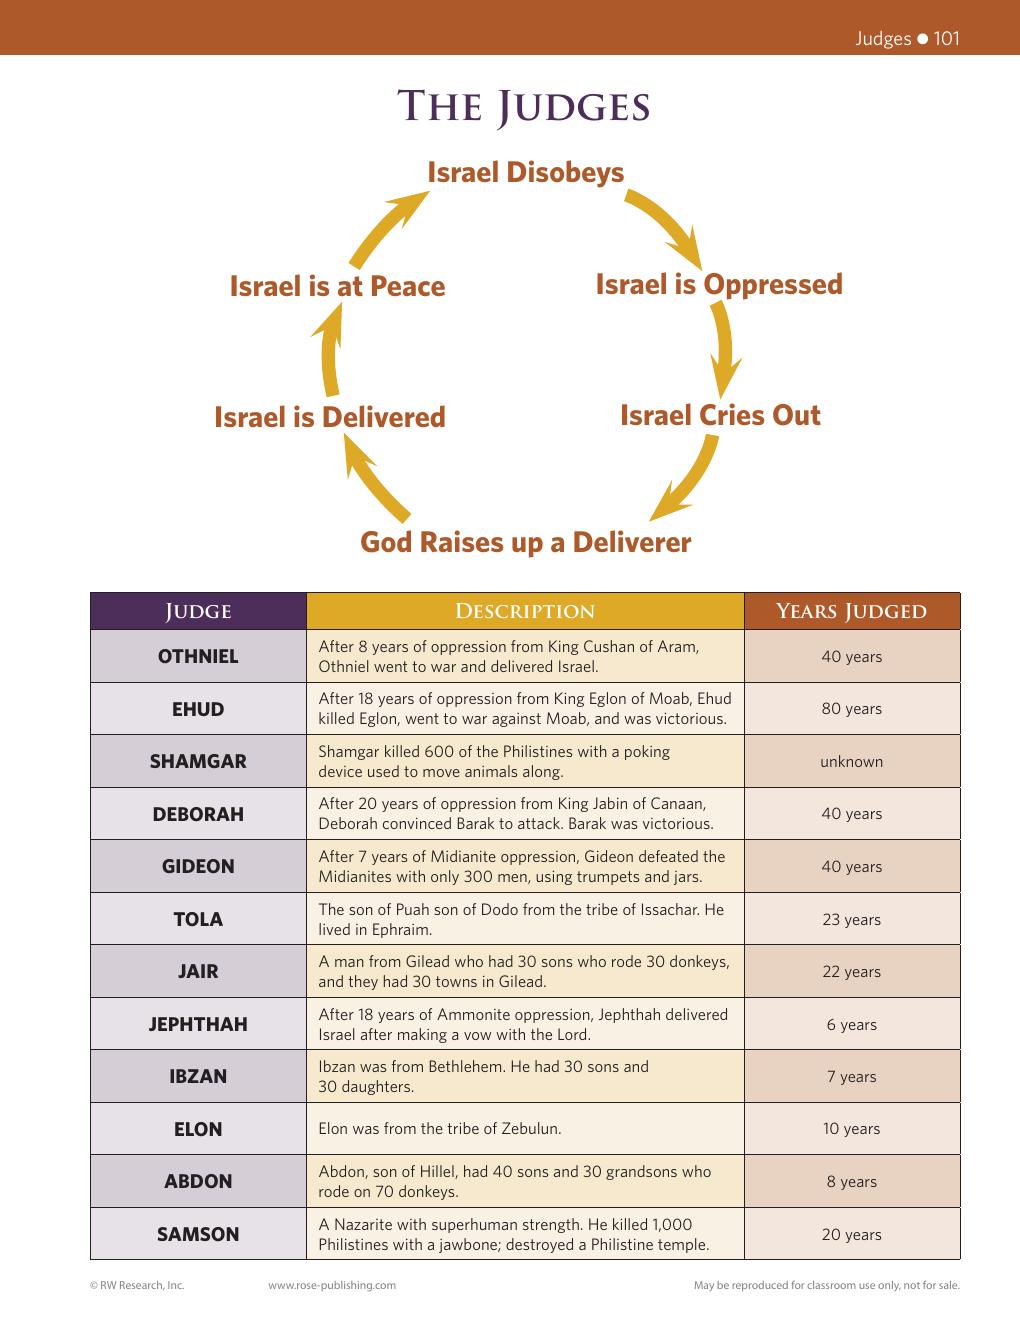 Judges ● 101
The Judges
Israel Disobeys
Israel is at Peace
Israel is Oppressed
Israel is Delivered
Israel Cries Out
God Raises up a Deliverer
Judge Description Years Judged
OTHNIEL
After 8 years of oppression from King Cushan of Aram,
Othniel went to war and delivered Israel.
40 years
EHUD
After 18 years of oppression from King Eglon of Moab, Ehud
killed Eglon, went to war against Moab, and was victorious.
80 years
SHAMGAR
Shamgar killed 600 of the Philistines with a poking
device used to move animals along.
unknown
DEBORAH
After 20 years of oppression from King Jabin of Canaan,
Deborah convinced Barak to attack. Barak was victorious.
40 years
GIDEON
After 7 years of Midianite oppression, Gideon defeated the
Midianites with only 300 men, using trumpets and jars.
40 years
TOLA
The son of Puah son of Dodo from the tribe of Issachar. He
lived in Ephraim.
23 years
JAIR
A man from Gilead who had 30 sons who rode 30 donkeys,
and they had 30 towns in Gilead.
22 years
JEPHTHAH
After 18 years of Ammonite oppression, Jephthah delivered
Israel after making a vow with the Lord.
6 years
IBZAN
Ibzan was from Bethlehem. He had 30 sons and
30 daughters.
7 years
ELON
Elon was from the tribe of Zebulun.
10 years
ABDON
Abdon, son of Hillel, had 40 sons and 30 grandsons who
rode on 70 donkeys.
8 years
SAMSON
A Nazarite with superhuman strength. He killed 1,000
Philistines with a jawbone; destroyed a Philistine temple.
20 years
© RW Research, Inc. www.rose-publishing.com May be reproduced for classroom use only, not for sale.